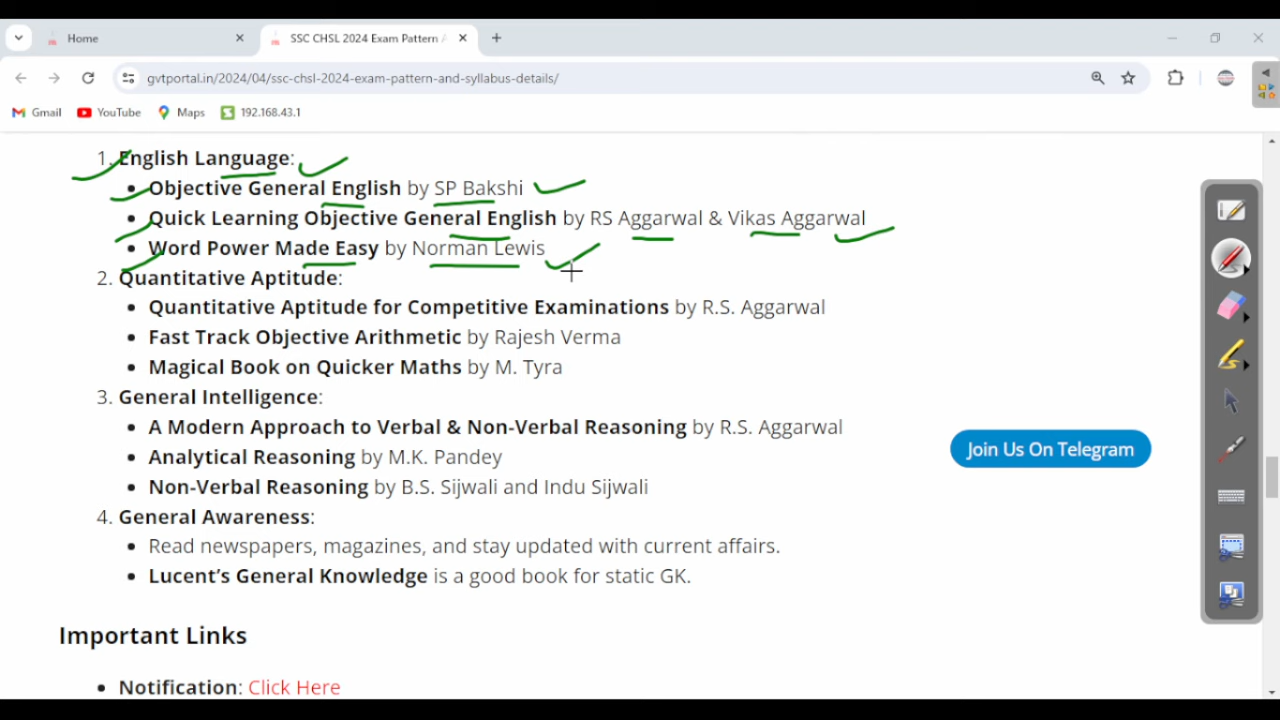 Home
SSC CHSL 2024 Exam Pattern
gvtportal.in/2024/04/ssc-chsl-2024-exam-pattern-and-syllabus-details/
Gmail YouTube Maps 192.168.43.1
1. English Language:
• Objective General English by SP Bakshi
• Quick Learning Objective General English by RS Aggarwal & Vikas Aggarwal
• Word Power Made Easy by Norman Lewis
2. Quantitative Aptitude:
• Quantitative Aptitude for Competitive Examinations by R.S. Aggarwal
• Fast Track Objective Arithmetic by Rajesh Verma
• Magical Book on Quicker Maths by M. Tyra
3. General Intelligence:
• A Modern Approach to Verbal & Non-Verbal Reasoning by R.S. Aggarwal
Join Us On Telegram
• Analytical Reasoning by M.K. Pandey
• Non-Verbal Reasoning by B.S. Sijwali and Indu Sijwali
4. General Awareness:
• Read newspapers, magazines, and stay updated with current affairs.
• Lucent’s General Knowledge is a good book for static GK.
Important Links
• Notification: Click Here